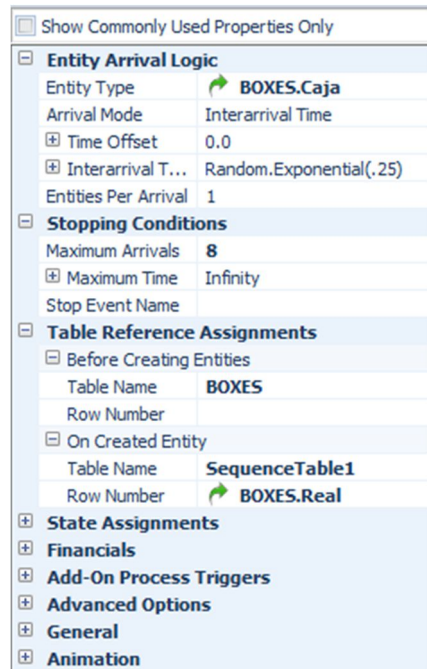 Show Commonly Used Properties Only
Entity Arrival Logic
Entity Type BOXES.Caja
Arrival Mode Interarrival Time
Time Offset 0.0
Interarrival T... Random.Exponential(.25)
Entities Per Arrival 1
Stopping Conditions
Maximum Arrivals 8
Maximum Time Infinity
Stop Event Name
Table Reference Assignments
Before Creating Entities
Table Name BOXES
Row Number
On Created Entity
Table Name SequenceTable1
Row Number BOXES.Real
State Assignments
Financials
Add-On Process Triggers
Advanced Options
General
Animation